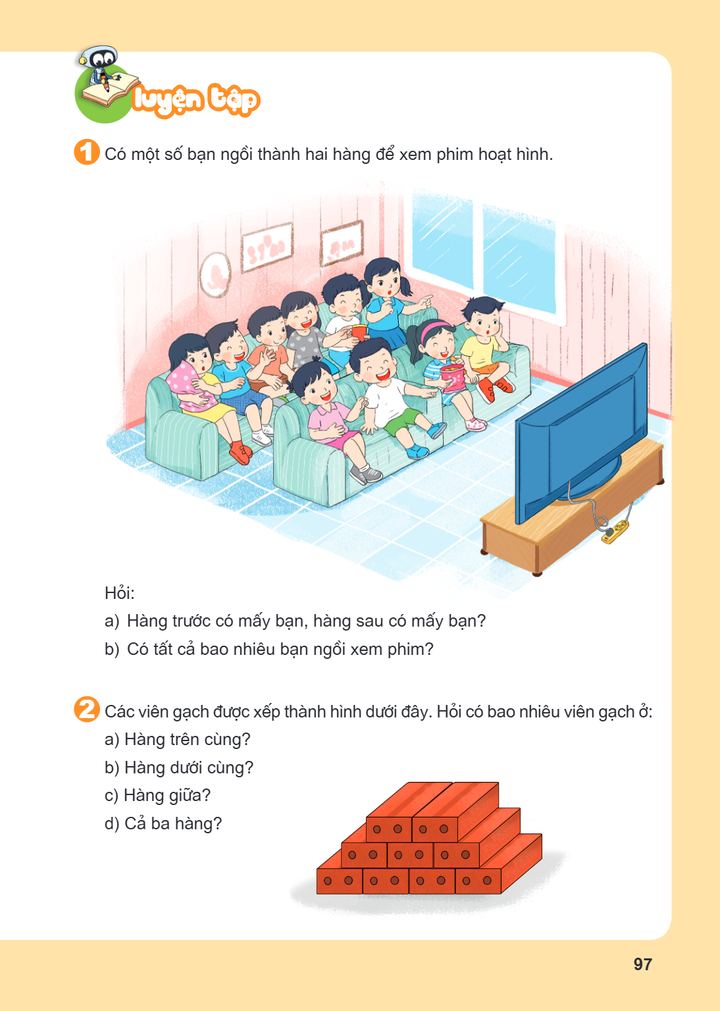 luyện tập
1 Có một số bạn ngồi thành hai hàng để xem phim hoạt hình.
Hỏi:
a) Hàng trước có mấy bạn, hàng sau có mấy bạn?
b) Có tất cả bao nhiêu bạn ngồi xem phim?
2 Các viên gạch được xếp thành hình dưới đây. Hỏi có bao nhiêu viên gạch ở:
a) Hàng trên cùng?
b) Hàng dưới cùng?
c) Hàng giữa?
d) Cả ba hàng?
97